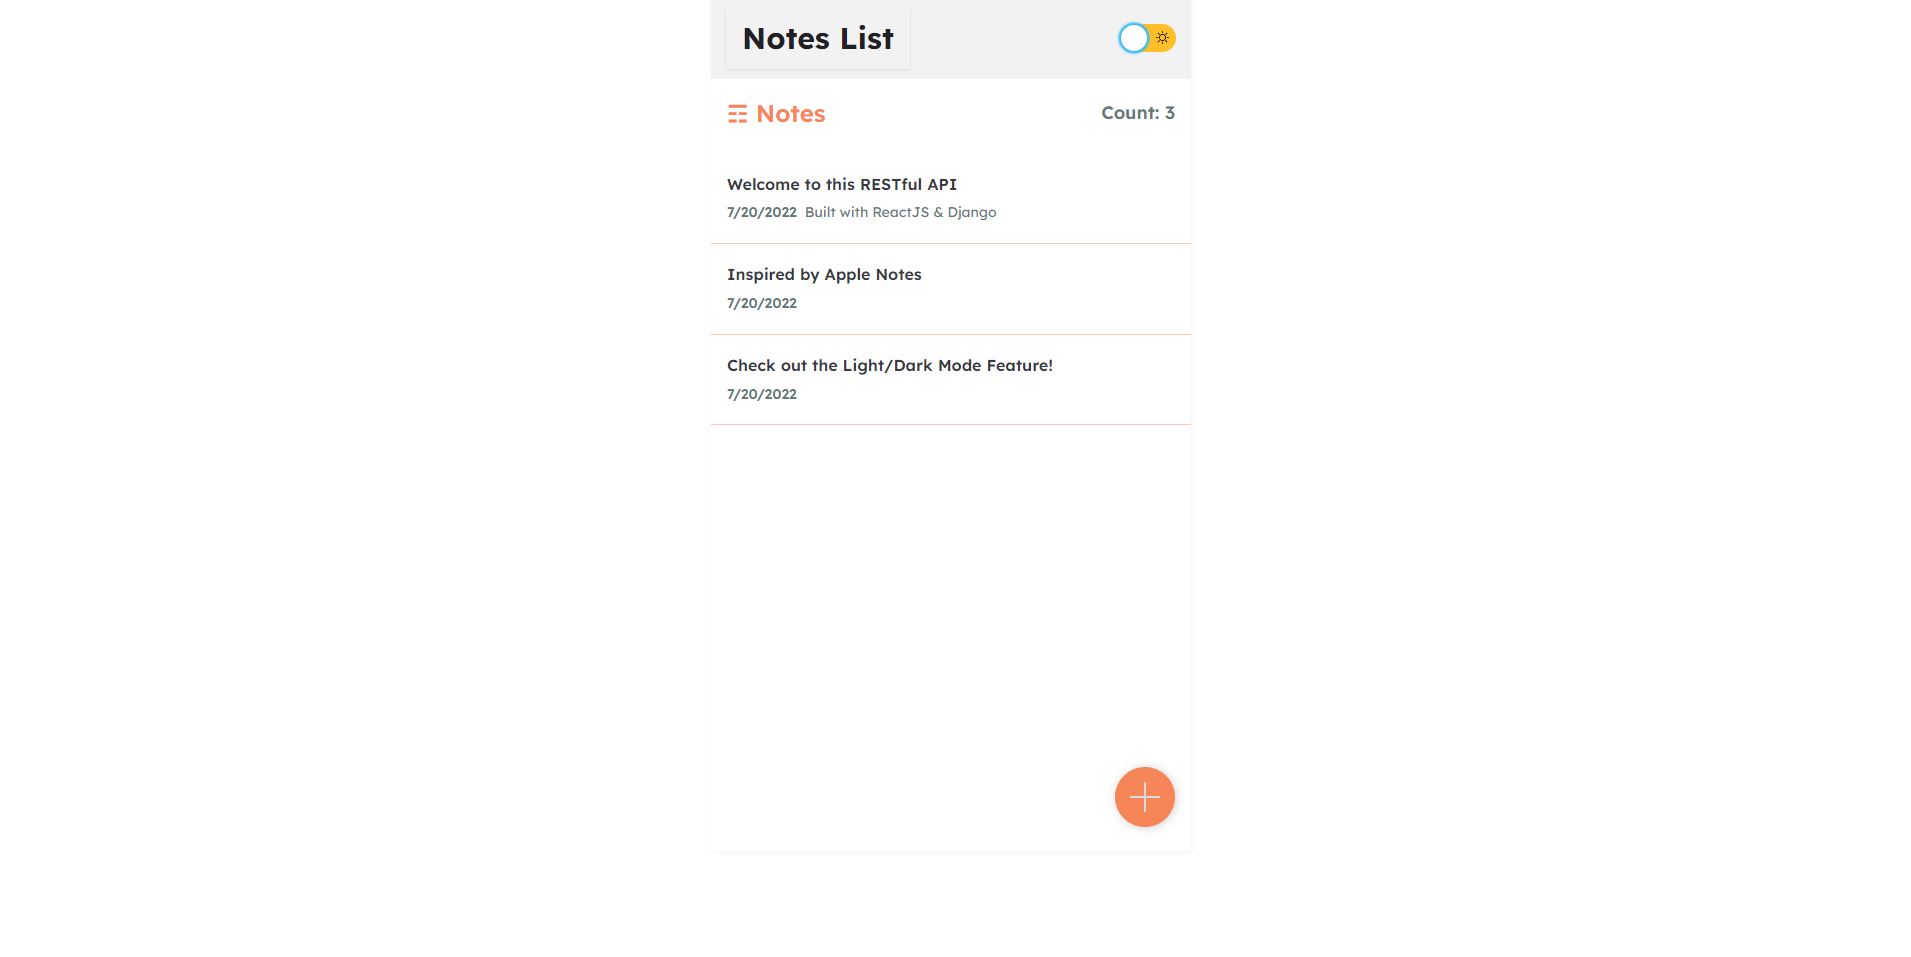 Notes List
Notes
Count: 3
Welcome to this RESTful API
7/20/2022 Built with ReactJS & Django
Inspired by Apple Notes
7/20/2022
Check out the Light/Dark Mode Feature!
7/20/2022